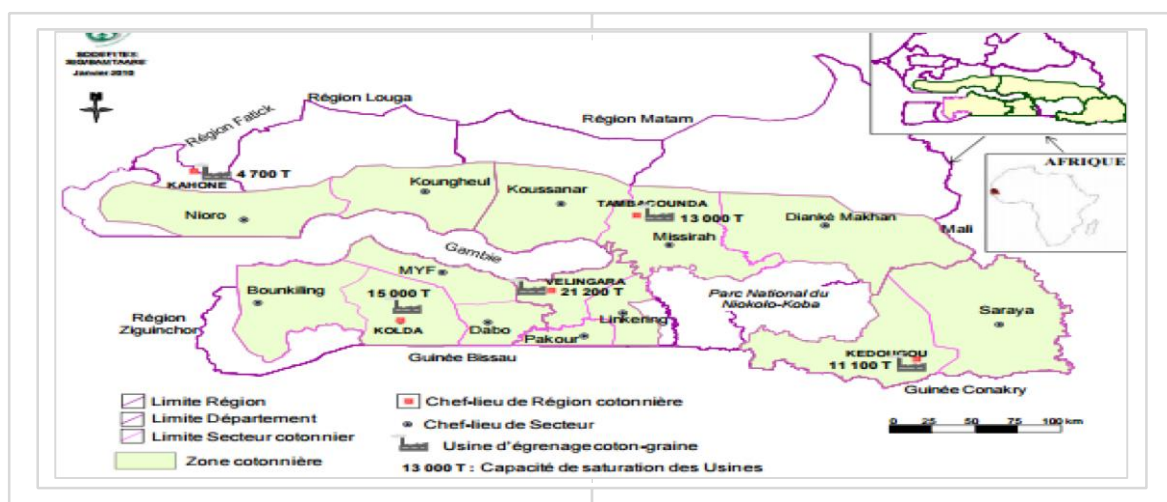 SODEFITEX
SIG/BAMTAARE
Janvier 2010
N
Région Louga
Région Fatick
Région Matam
AFRIQUE
KAHONE
4 700 T
Koungheul
Koussanar
TAMBACOUNDA
13 000 T
Dianké Makhan
Nioro
Missirah
Mali
Gambie
MYF
VELINGARA
21 200 T
Bounkiling
15 000 T
Parc National du
Niokolo-Koba
Linkering
Saraya
Région
Ziguinchor
KOLDA
Dabo
Pakour
Guinée Bissau
KEDOUGOU
11 100 T
Guinée Conakry
Limite Région
Limite Département
Limite Secteur cotonnier
Zone cotonnière
Chef-lieu de Région cotonnière
Chef-lieu de Secteur
Usine d'égrenage coton-graine
13 000 T : Capacité de saturation des Usines
0 25 50 75 100 km